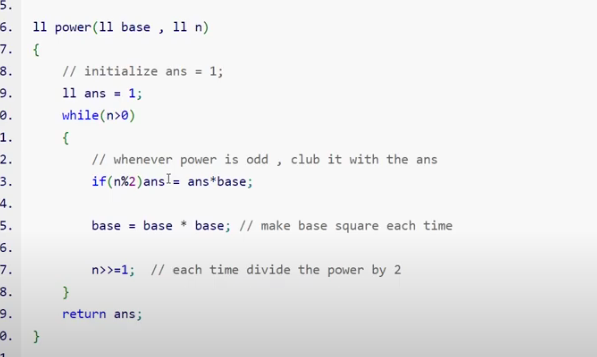 5.
6. ll power(ll base , ll n)
7. {
8. // initialize ans = 1;
9. ll ans = 1;
0. while(n>0)
1. {
2. // whenever power is odd , club it with the ans
3. if(n%2)ans = ans*base;
4.
5. base = base * base; // make base square each time
6.
7. n>>=1; // each time divide the power by 2
8. }
9. return ans;
0. }